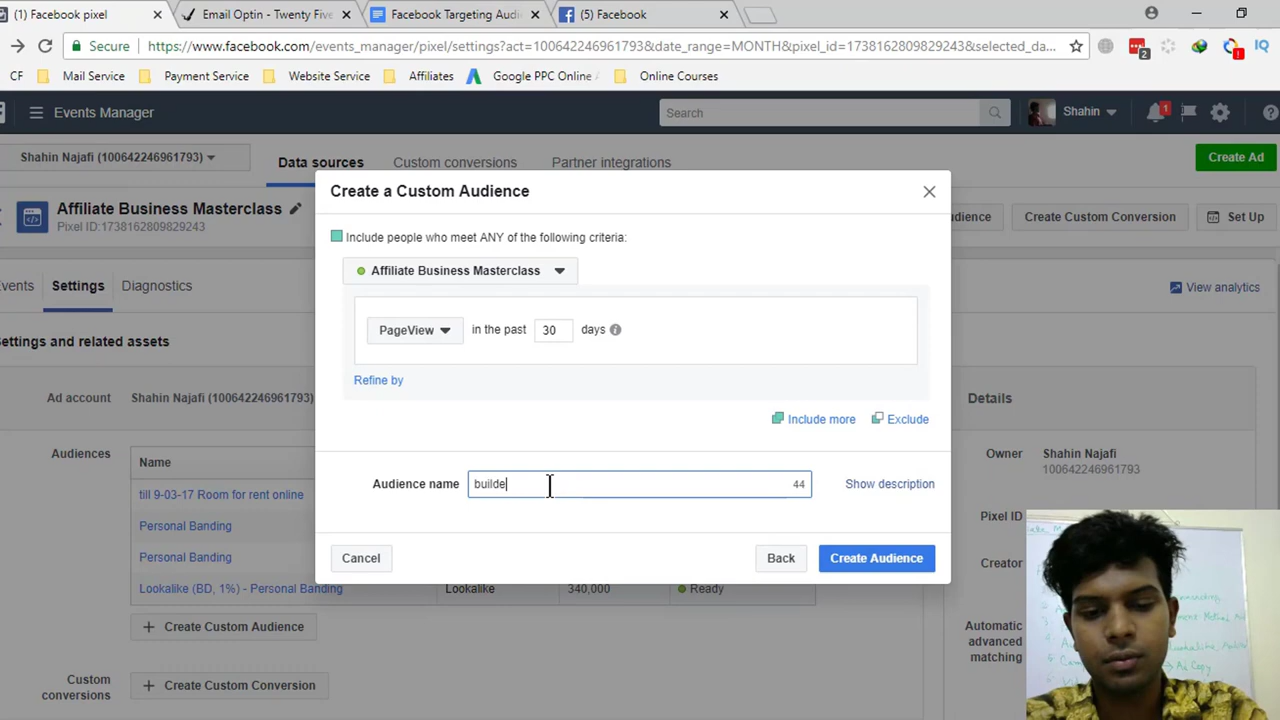 (1) Facebook pixel
Email Optin - Twenty Five
Facebook Targeting Audi
(5) Facebook
Secure
https://www.facebook.com/events_manager/pixel/settings?act=100642246961793&date_range=MONTH&pixel_id=1738162809829243&selected_da...
2
!
IQ
CF
Mail Service
Payment Service
Website Service
Affiliates
Google PPC Online
Online Courses
Events Manager
Search
Shahin
1
Shahin Najafi (100642246961793)
Data sources
Custom conversions
Partner integrations
Create Ad
Affiliate Business Masterclass
Pixel ID:1738162809829243
udience
Create Custom Conversion
Set Up
vents
Settings
Diagnostics
View analytics
Settings and related assets
Ad account
Shahin Najafi (100642246961793)
Audiences
Name
till 9-03-17 Room for rent online
Personal Banding
Personal Banding
Lookalike (BD, 1%) - Personal Banding
Lookalike
340,000
Ready
Create Custom Audience
Custom
conversions
Create Custom Conversion
Create a Custom Audience
Include people who meet ANY of the following criteria:
Affiliate Business Masterclass
PageView
in the past
30
days
Refine by
Include more
Exclude
Audience name
builde
44
Show description
Cancel
Back
Create Audience
Details
Owner
Shahin Najafi
100642246961793
Pixel ID
Creator
Automatic
advanced
matching
Ad Copy